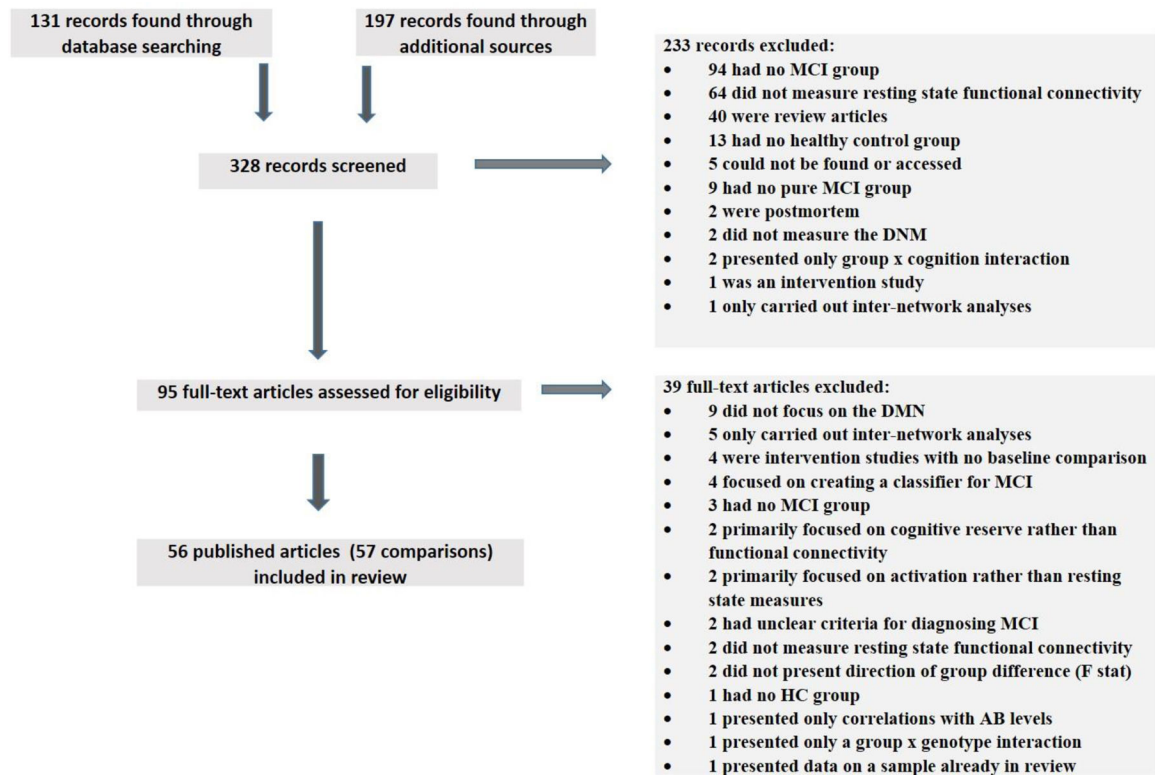 131 records found through
database searching
197 records found through
additional sources
328 records screened
233 records excluded:
• 94 had no MCI group
• 64 did not measure resting state functional connectivity
• 40 were review articles
• 13 had no healthy control group
• 5 could not be found or accessed
• 9 had no pure MCI group
• 2 were postmortem
• 2 did not measure the DNM
• 2 presented only group x cognition interaction
• 1 was an intervention study
• 1 only carried out inter-network analyses
95 full-text articles assessed for eligibility
39 full-text articles excluded:
• 9 did not focus on the DMN
• 5 only carried out inter-network analyses
• 4 were intervention studies with no baseline comparison
• 4 focused on creating a classifier for MCI
• 3 had no MCI group
• 2 primarily focused on cognitive reserve rather than
functional connectivity
• 2 primarily focused on activation rather than resting
state measures
• 2 had unclear criteria for diagnosing MCI
• 2 did not measure resting state functional connectivity
• 2 did not present direction of group difference (F stat)
• 1 had no HC group
• 1 presented only correlations with AB levels
• 1 presented only a group x genotype interaction
• 1 presented data on a sample already in review
56 published articles (57 comparisons)
included in review